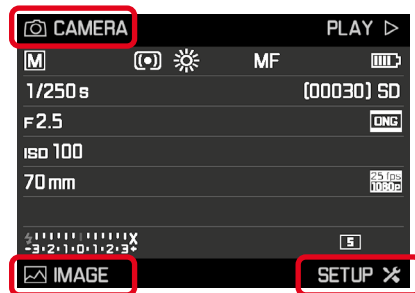 CAMERA PLAY
M MF
1/250 s [00030] SD
F 2.5 DNG
ISO 100
70 mm 25 fps 1080p
-3·2·1·0·1·2·3+ S
IMAGE SETUP